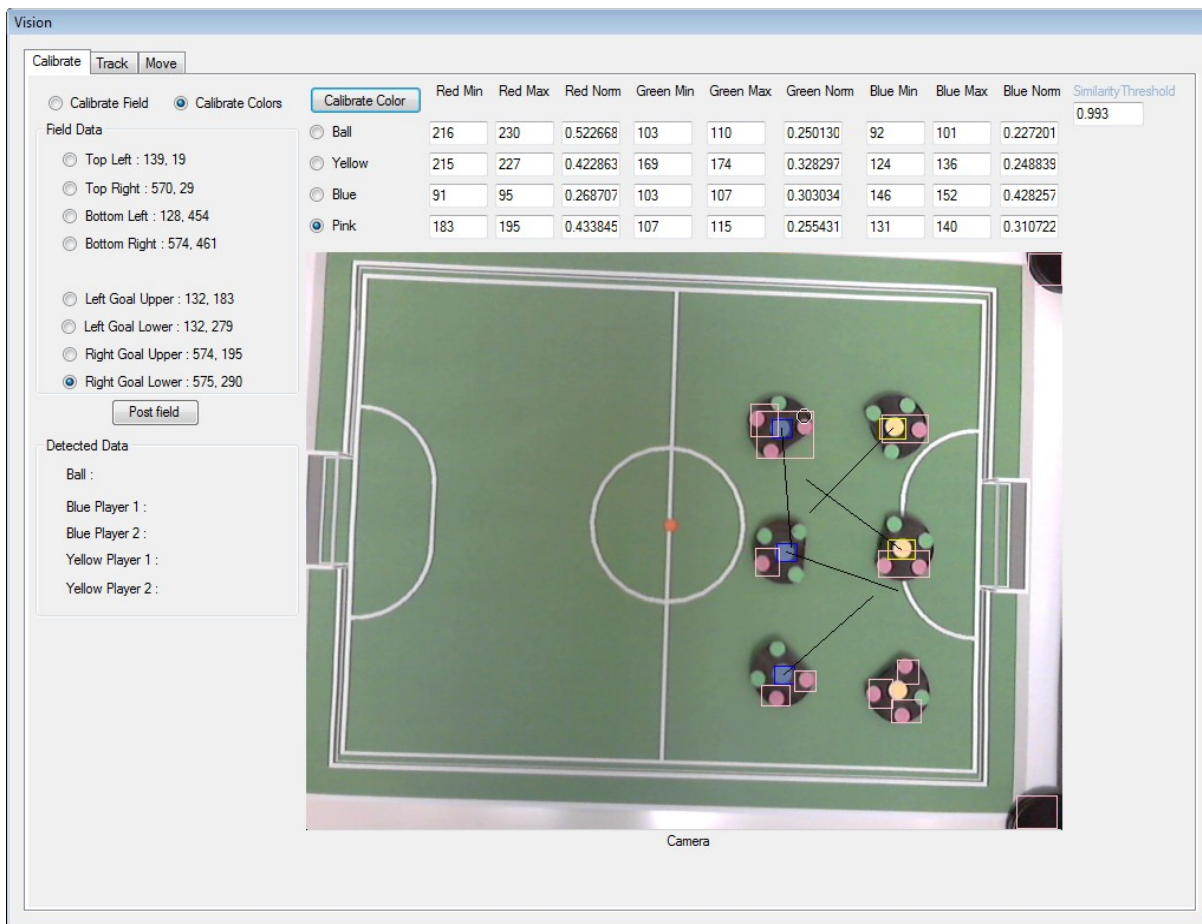 Vision
Calibrate Track Move
Calibrate Field Calibrate Colors
Field Data
Top Left : 139, 19
Top Right : 570, 29
Bottom Left : 128, 454
Bottom Right : 574, 461
Left Goal Upper : 132, 183
Left Goal Lower : 132, 279
Right Goal Upper : 574, 195
Right Goal Lower : 575, 290
Post field
Detected Data
Ball :
Blue Player 1 :
Blue Player 2 :
Yellow Player 1 :
Yellow Player 2 :
Calibrate Color Red Min Red Max Red Norm Green Min Green Max Green Norm Blue Min Blue Max Blue Norm SimilarityThreshold
0.993
Ball 216 230 0.522668 103 110 0.250130 92 101 0.227201
Yellow 215 227 0.422863 169 174 0.328297 124 136 0.248839
Blue 91 95 0.268707 103 107 0.303034 146 152 0.428257
Pink 183 195 0.433845 107 115 0.255431 131 140 0.310722
Camera